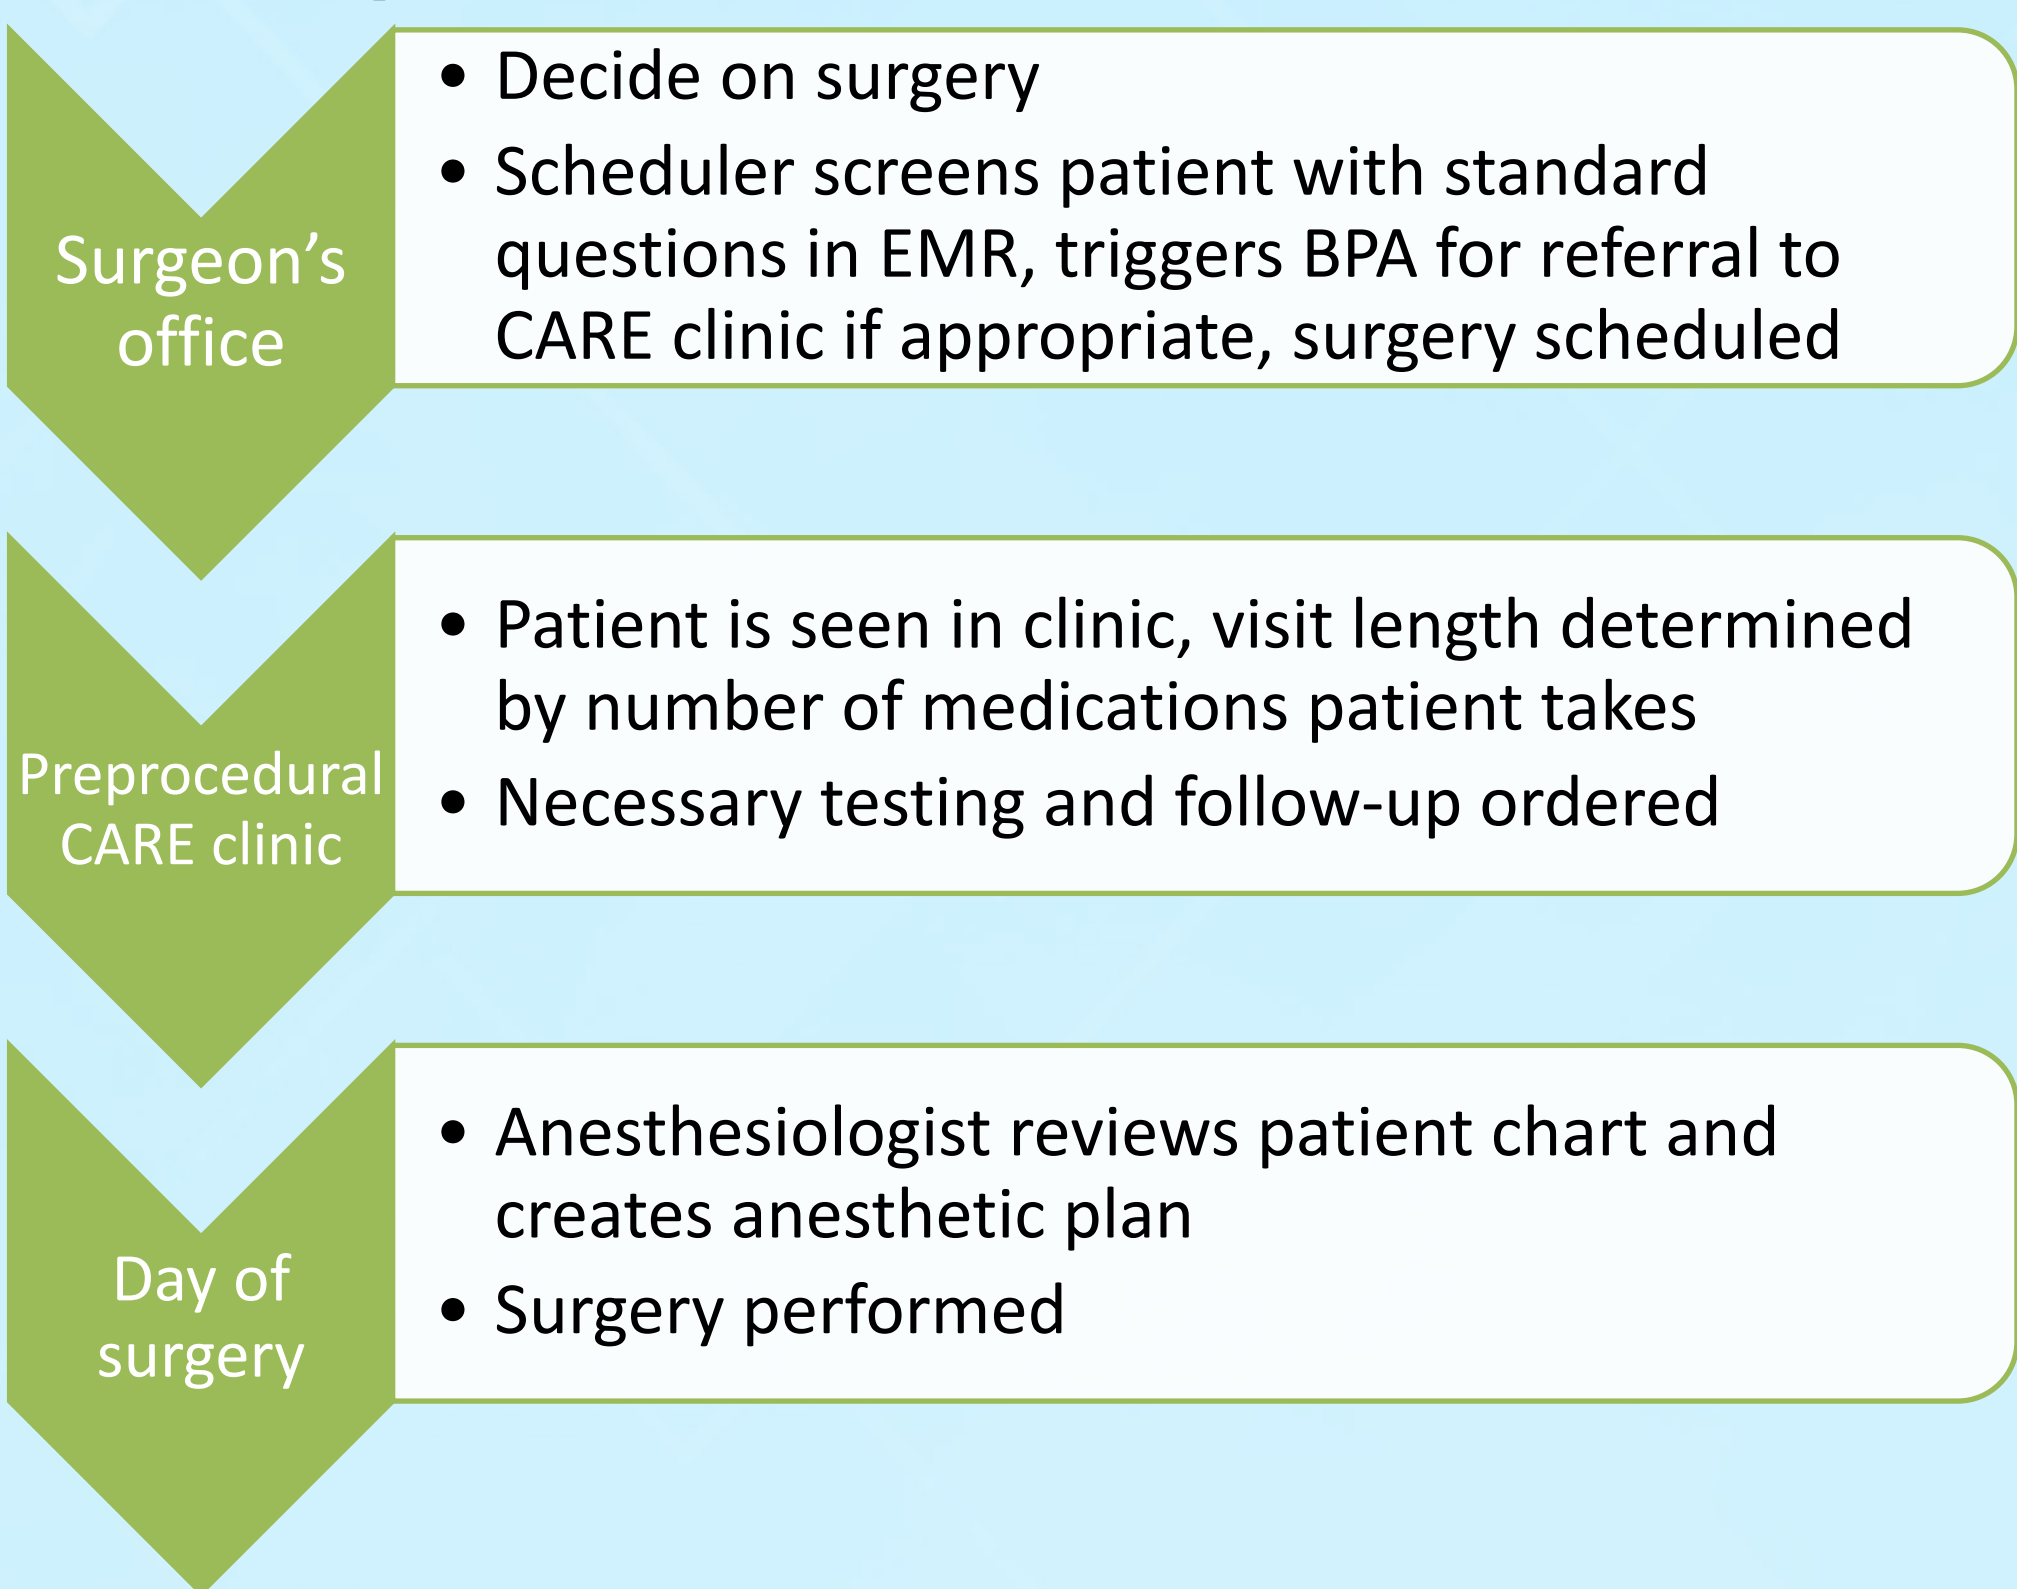 Surgeon’s
office
• Decide on surgery
• Scheduler screens patient with standard
questions in EMR, triggers BPA for referral to
CARE clinic if appropriate, surgery scheduled
Preprocedural
CARE clinic
• Patient is seen in clinic, visit length determined
by number of medications patient takes
• Necessary testing and follow-up ordered
Day of
surgery
• Anesthesiologist reviews patient chart and
creates anesthetic plan
• Surgery performed